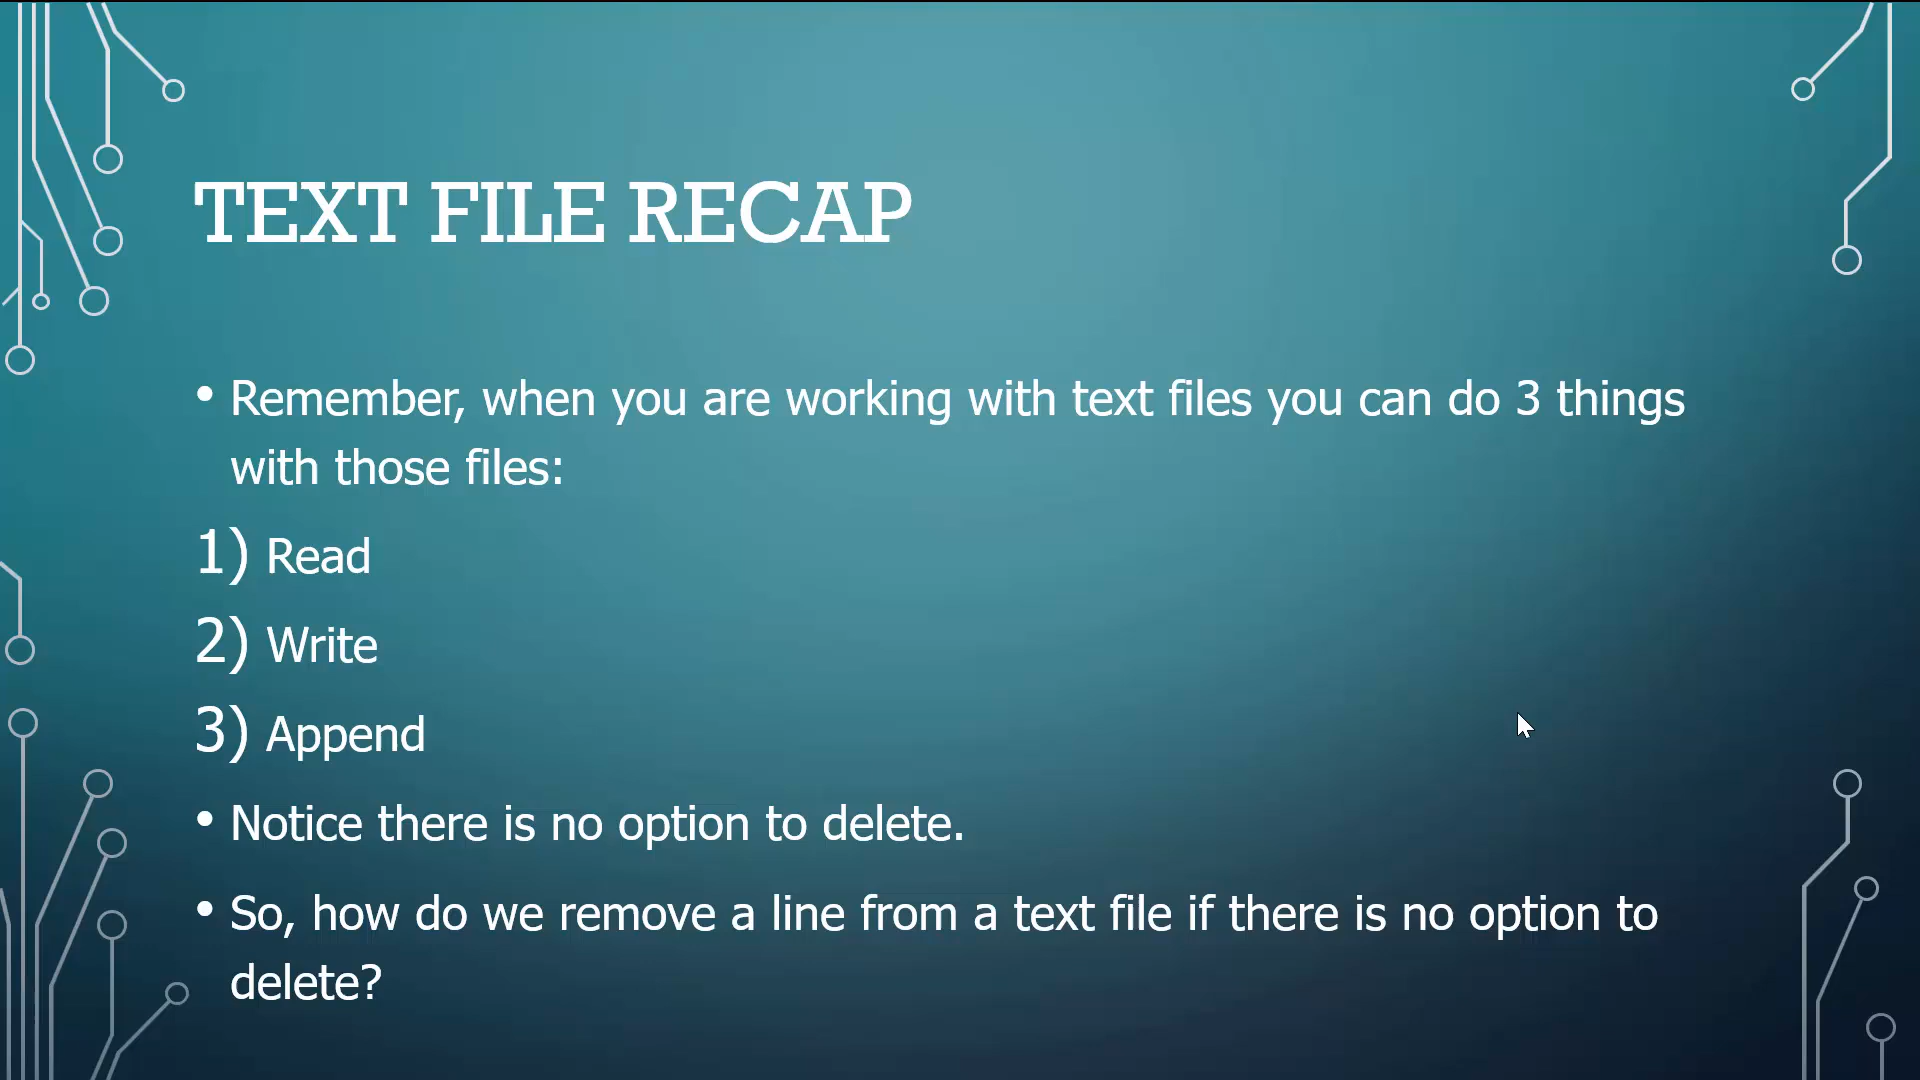 TEXT FILE RECAP
• Remember, when you are working with text files you can do 3 things
with those files:
1) Read
2) Write
3) Append
• Notice there is no option to delete.
• So, how do we remove a line from a text file if there is no option to
delete?